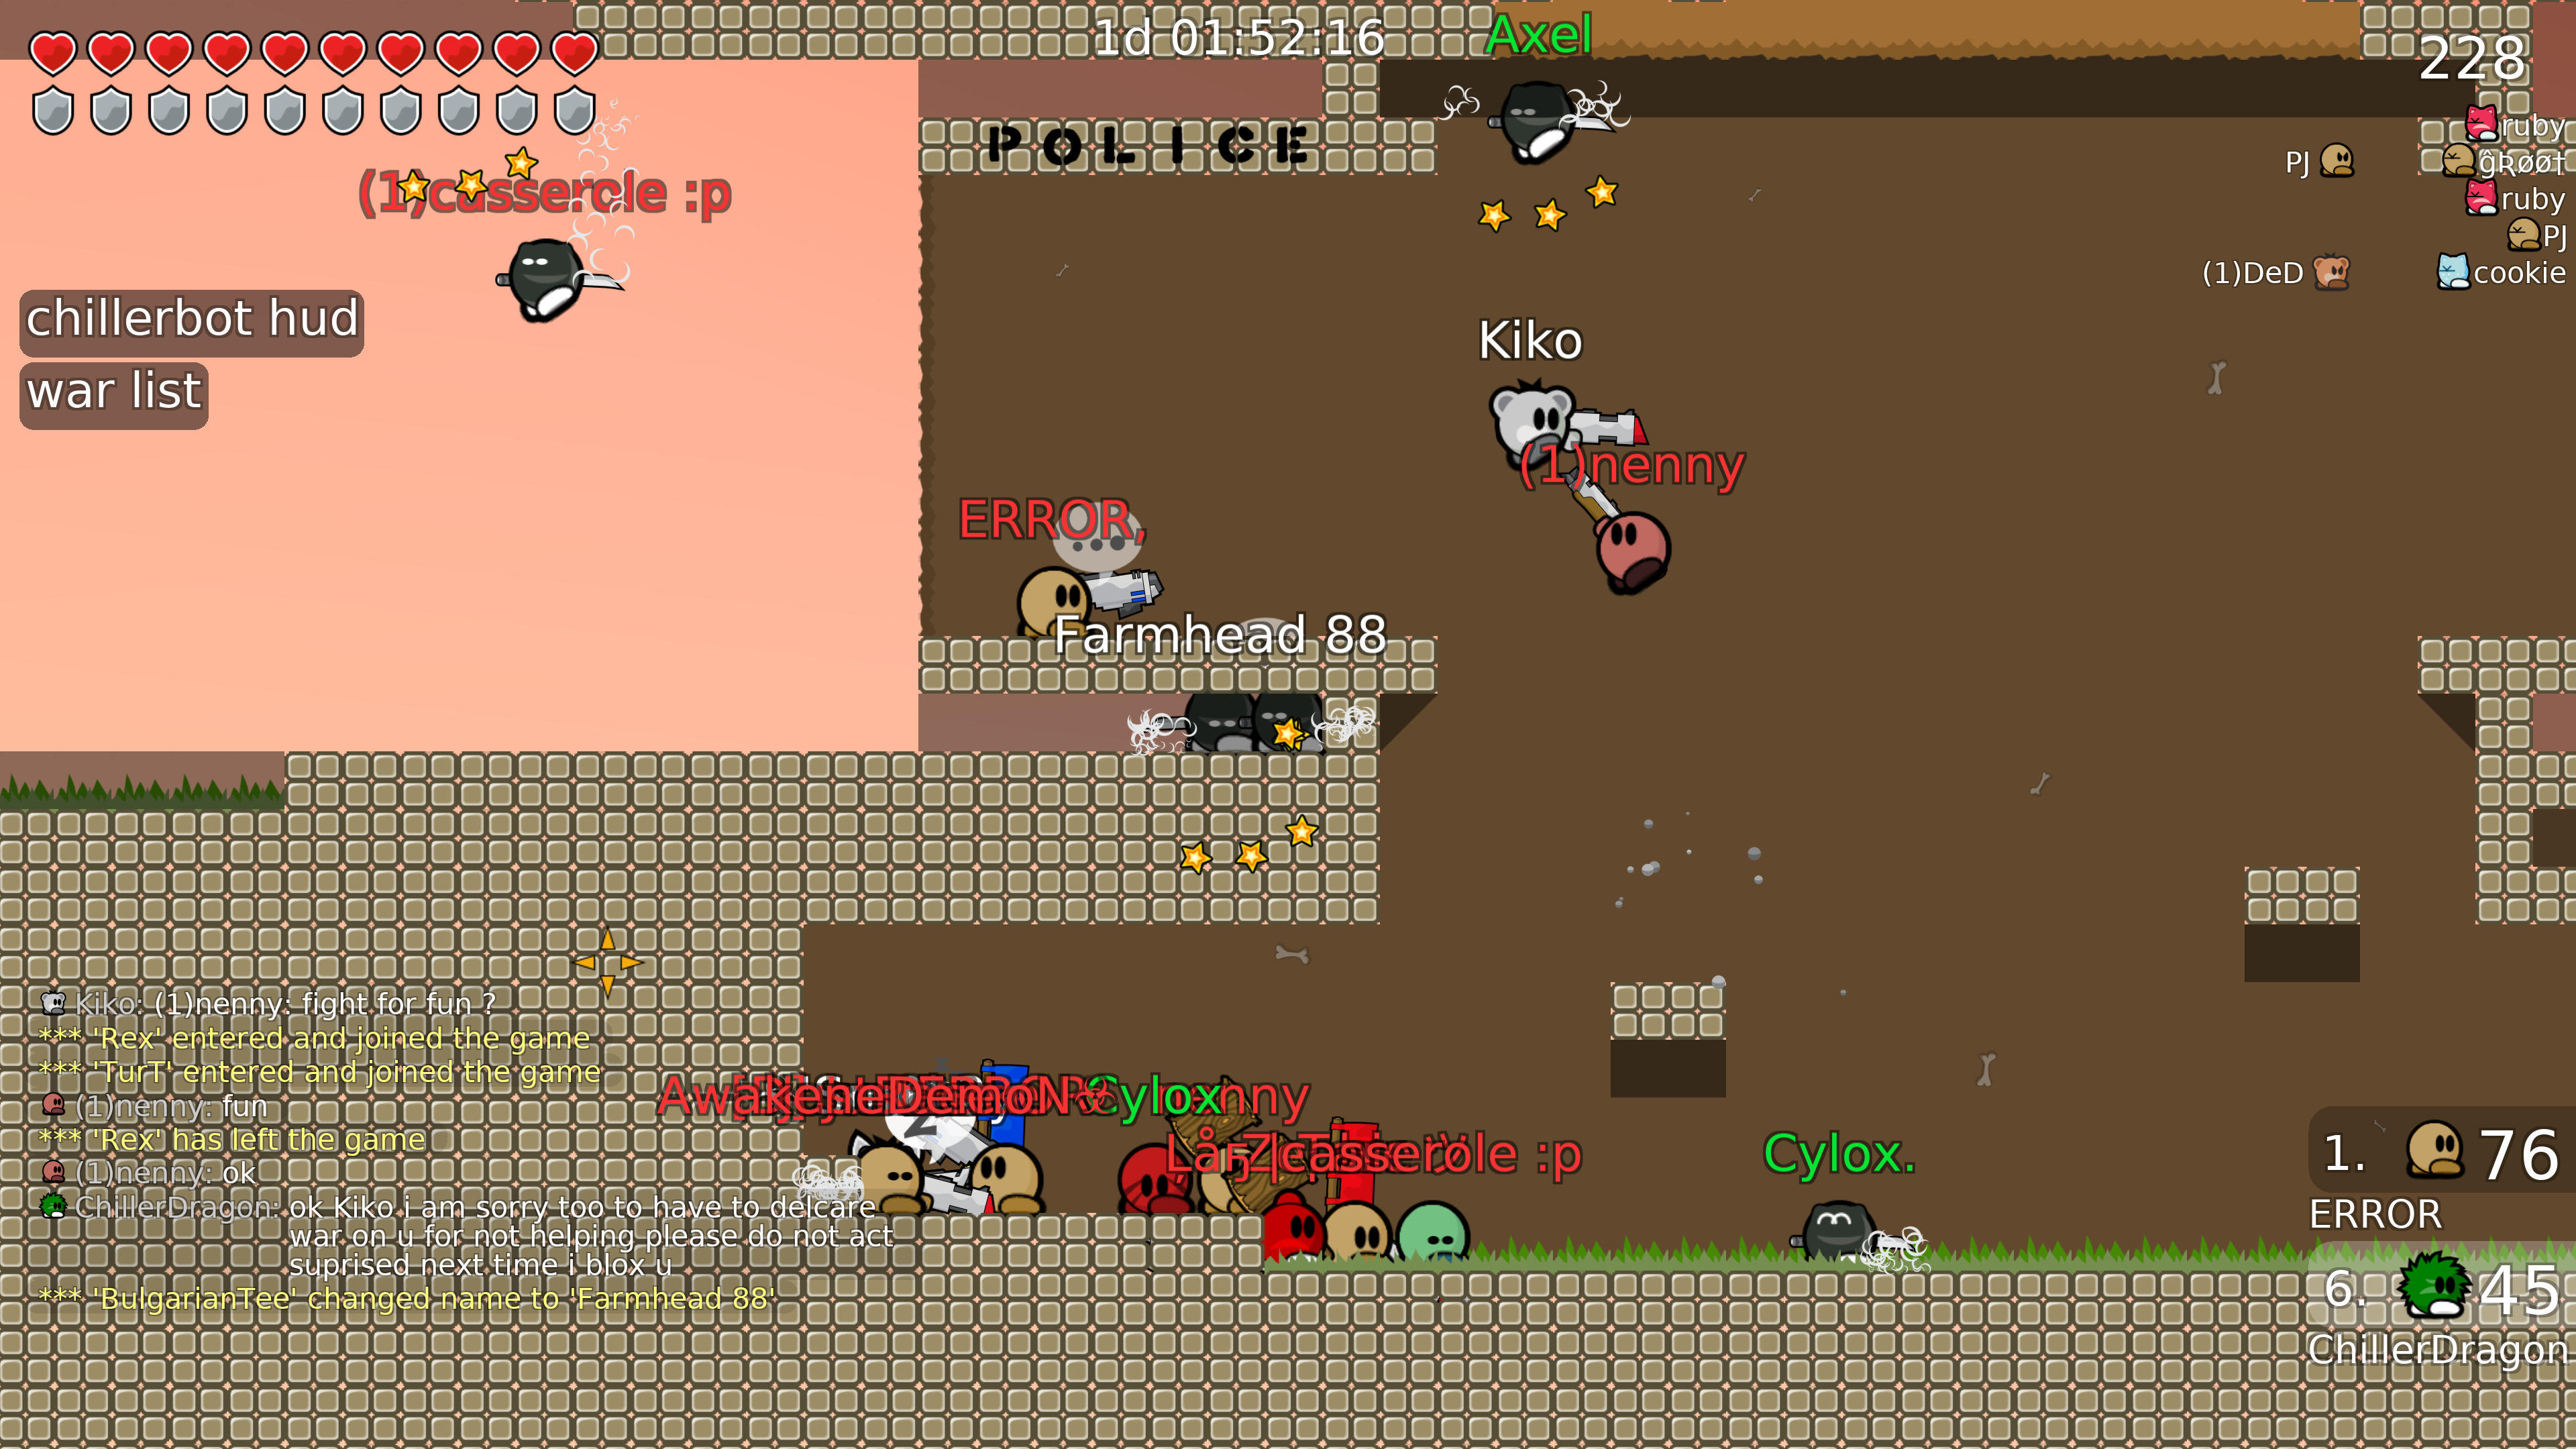 1d 01:52:16
Axel
228
ruby
POLICE
PJ
ruby
(1)casserole :p
PJ
(1)DeD cookie
chillerbot hud
Kiko
war list
(1)nenny
ERROR,
Farmhead 88
Kiko: (1)nenny: fight for fun ?
*** 'Rex' entered and joined the game
*** 'TurT' entered and joined the game
(1)nenny: fun
*** 'Rex' has left the game
(1)nenny: ok
ChillerDragon: ok Kiko i am sorry too to have to delcare
war on u for not helping please do not act
suprised next time i blox u
*** 'BulgarianTee' changed name to 'Farmhead 88'
Cylox
casserole :p
Cylox.
1. 76
ERROR
6. 45
ChillerDragon